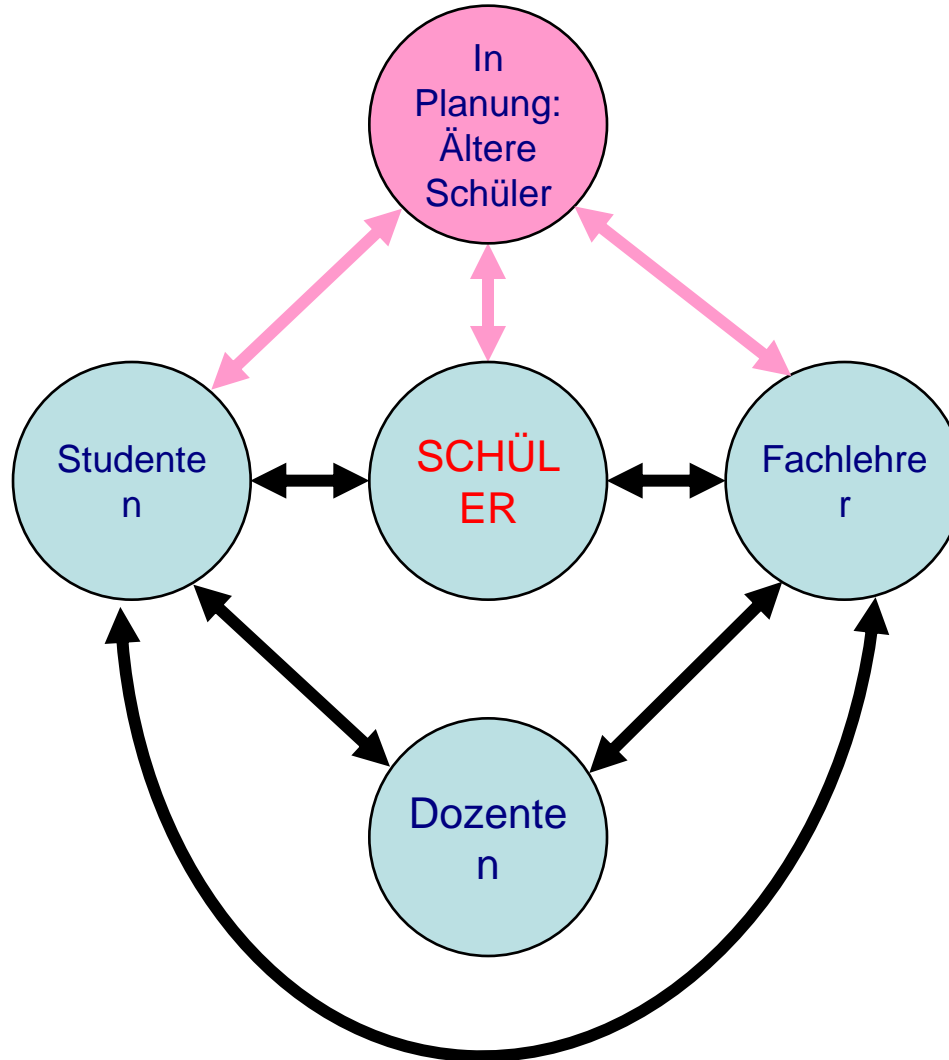 In
Planung:
Ältere
Schüler
Studente
n
SCHÜL
ER
Fachlehre
r
Dozente
n